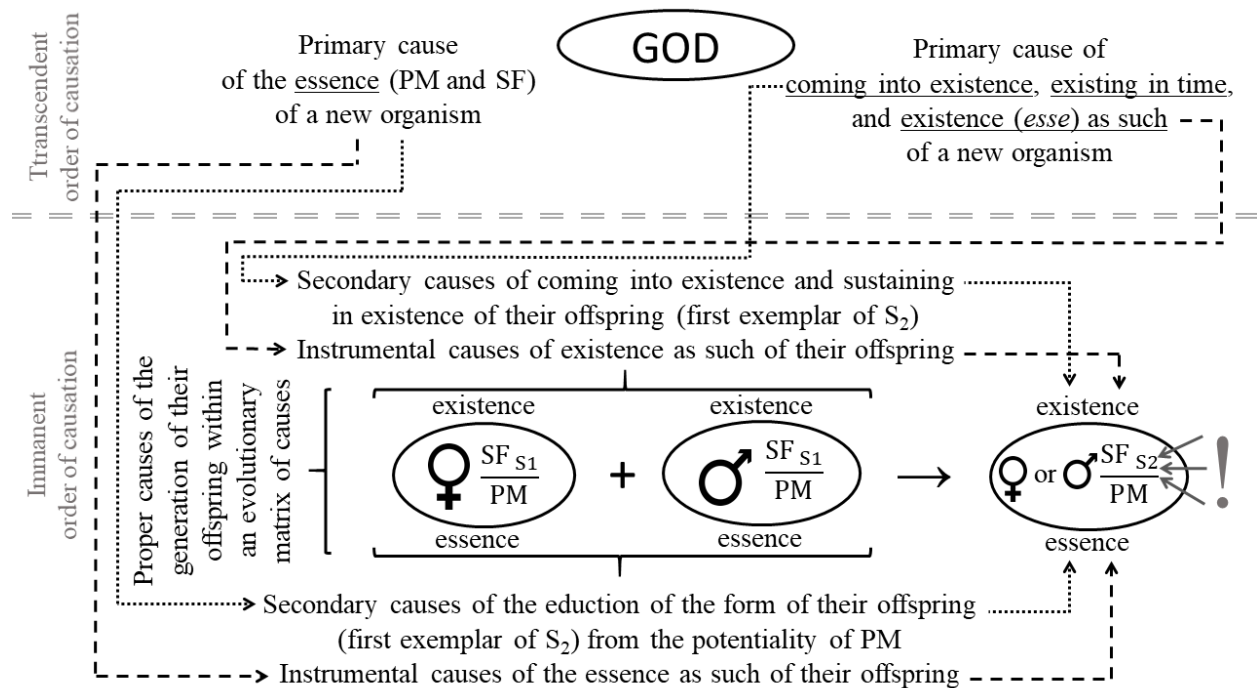 GOD
Ttranscendent
order of causation
Primary cause
of the essence (PM and SF)
of a new organism
Primary cause of
coming into existence, existing in time,
and existence (esse) as such
of a new organism
Immanent
order of causation
Secondary causes of coming into existence and sustaining
in existence of their offspring (first exemplar of S₂)
Instrumental causes of existence as such of their offspring
Proper causes of the
generation of their
offspring within
an evolutionary
matrix of causes
existence
♀ SF S1
PM
essence
+
existence
♂ SF S1
PM
essence
→
existence
♀ or ♂ SF S2
PM
essence
!
Secondary causes of the eduction of the form of their offspring
(first exemplar of S₂) from the potentiality of PM
Instrumental causes of the essence as such of their offspring